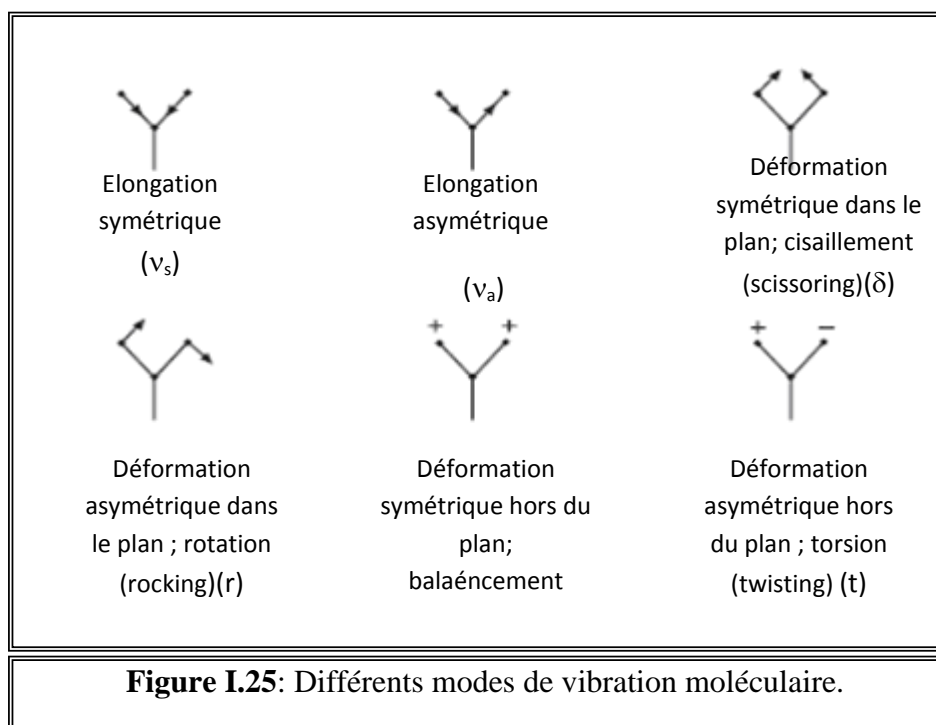 Elongation
symétrique
(νs)
Elongation
asymétrique
(νa)
Déformation
symétrique dans le
plan; cisaillement
(scissoring)(δ)
+ +
+ −
Déformation
asymétrique dans
le plan ; rotation
(rocking)(r)
Déformation
symétrique hors du
plan;
balaéncement
Déformation
asymétrique hors
du plan ; torsion
(twisting) (t)
Figure I.25: Différents modes de vibration moléculaire.